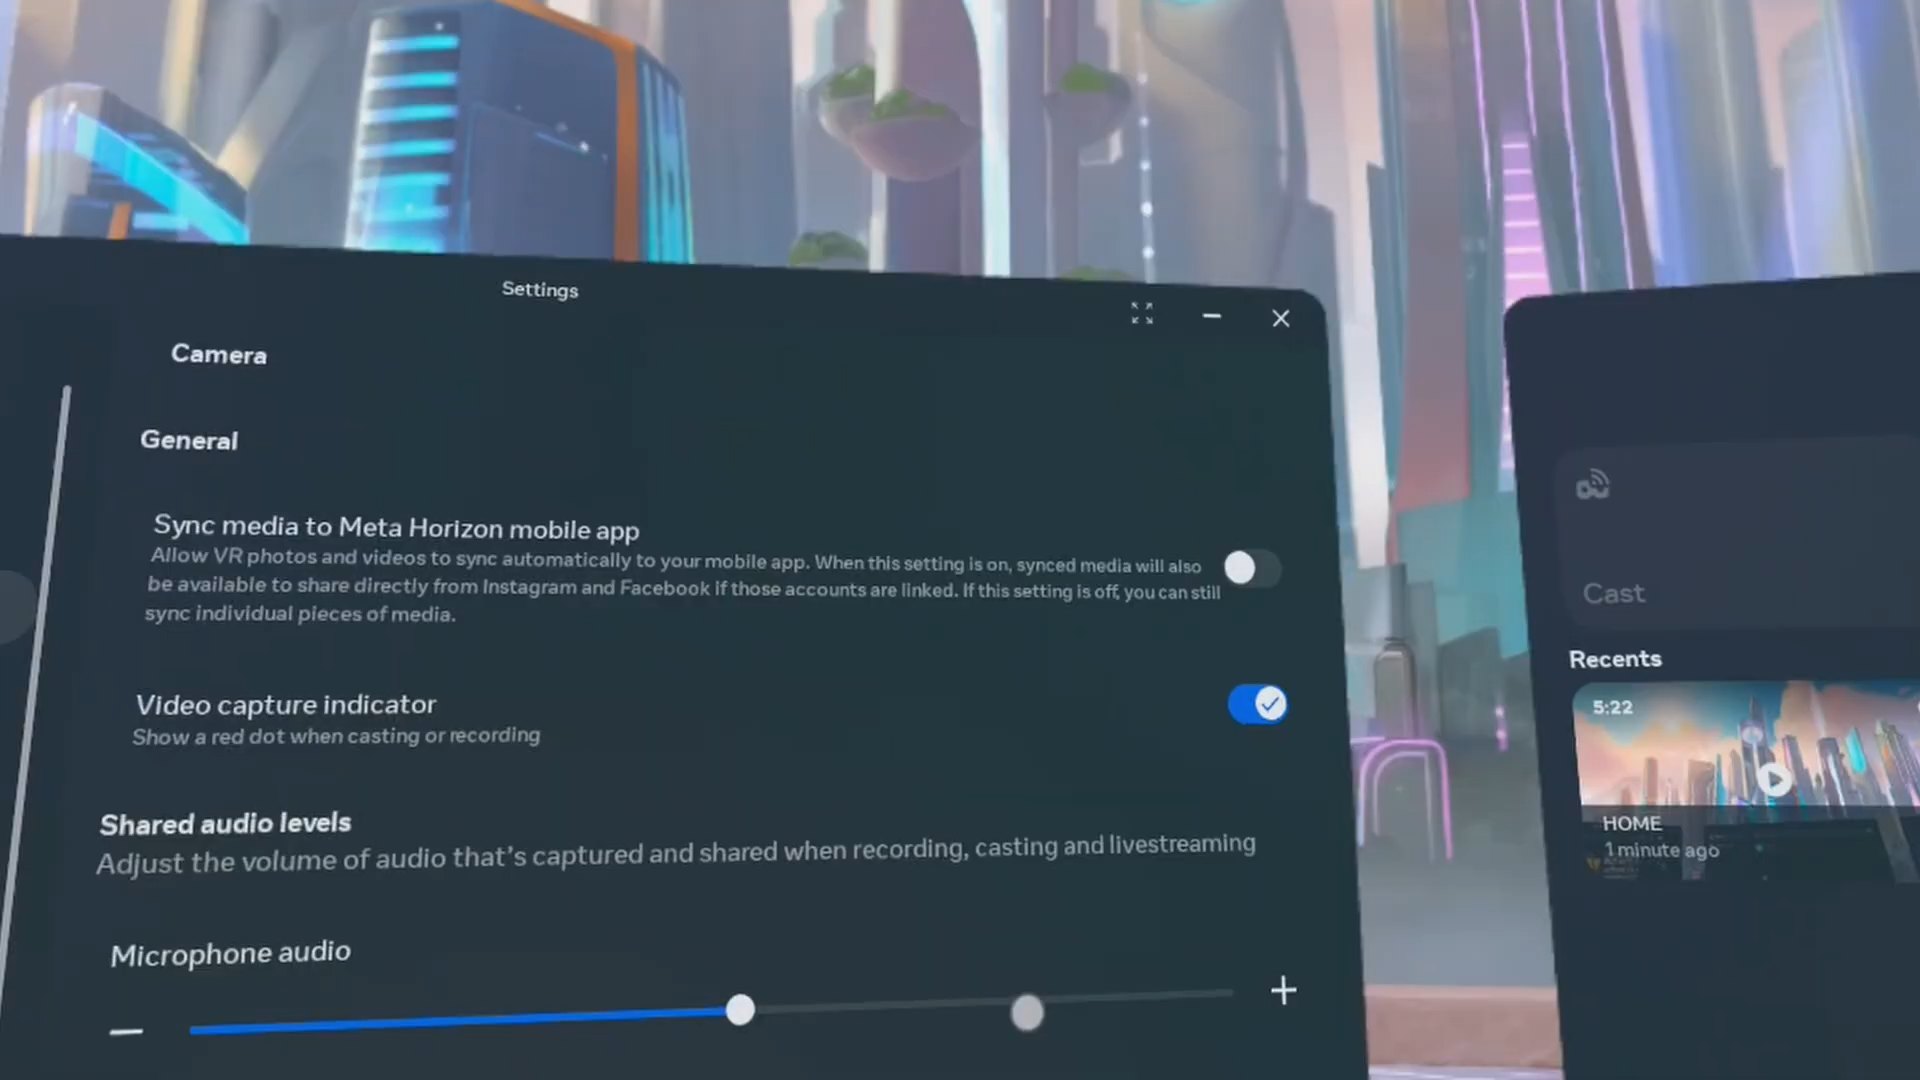 Settings
Camera
General
Sync media to Meta Horizon mobile app
Allow VR photos and videos to sync automatically to your mobile app. When this setting is on, synced media will also
be available to share directly from Instagram and Facebook if those accounts are linked. If this setting is off, you can still
sync individual pieces of media.
Video capture indicator
Show a red dot when casting or recording
Shared audio levels
Adjust the volume of audio that's captured and shared when recording, casting and livestreaming
Microphone audio
Cast
Recents
5:22
HOME
1 minute ago